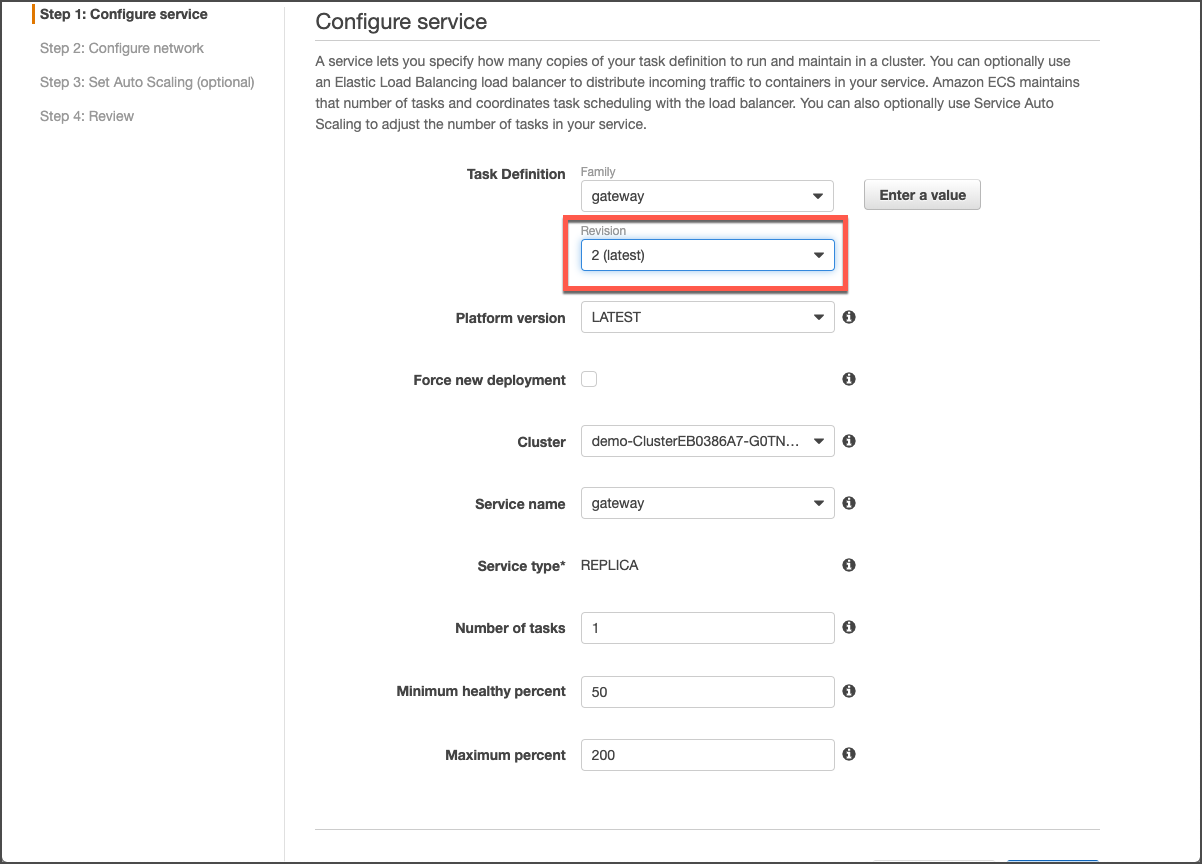 Step 1: Configure service
Step 2: Configure network
Step 3: Set Auto Scaling (optional)
Step 4: Review
Configure service
A service lets you specify how many copies of your task definition to run and maintain in a cluster. You can optionally use
an Elastic Load Balancing load balancer to distribute incoming traffic to containers in your service. Amazon ECS maintains
that number of tasks and coordinates task scheduling with the load balancer. You can also optionally use Service Auto
Scaling to adjust the number of tasks in your service.
Task Definition
Family
gateway
Enter a value
Revision
2 (latest)
Platform version
LATEST
Force new deployment
Cluster
demo-ClusterEB0386A7-G0TN...
Service name
gateway
Service type*
REPLICA
Number of tasks
1
Minimum healthy percent
50
Maximum percent
200